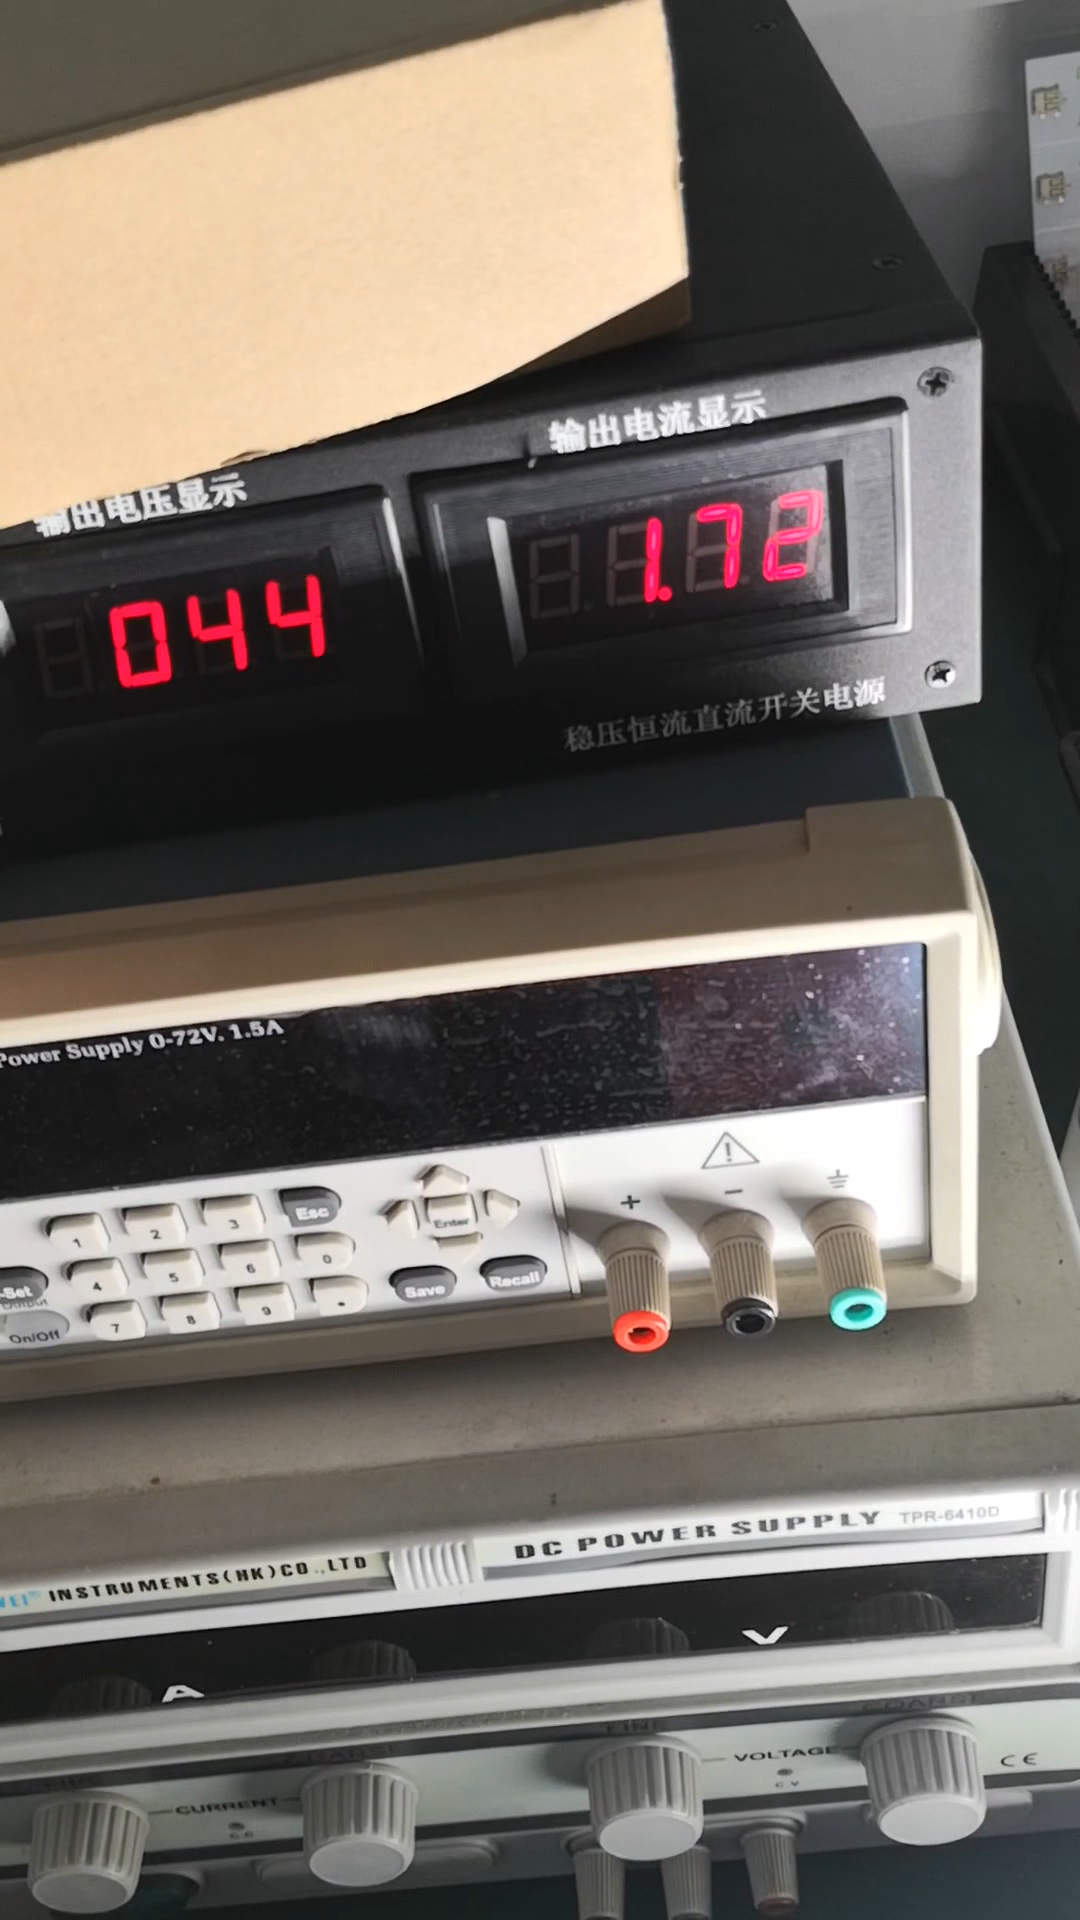 输出电流显示
输出电压显示
1.72
044
稳压恒流直流开关电源
Power Supply 0-72V. 1.5A
+
-
1
2
3
Esc
Enter
4
5
6
0
-Set
Output
Save
Recall
On/Off
7
8
9
.
DC POWER SUPPLY TPR-6410D
INSTRUMENTS(HK)CO.,LTD
V
A
FINE
VOLTAGE
C.V
CE
CURRENT
C.C